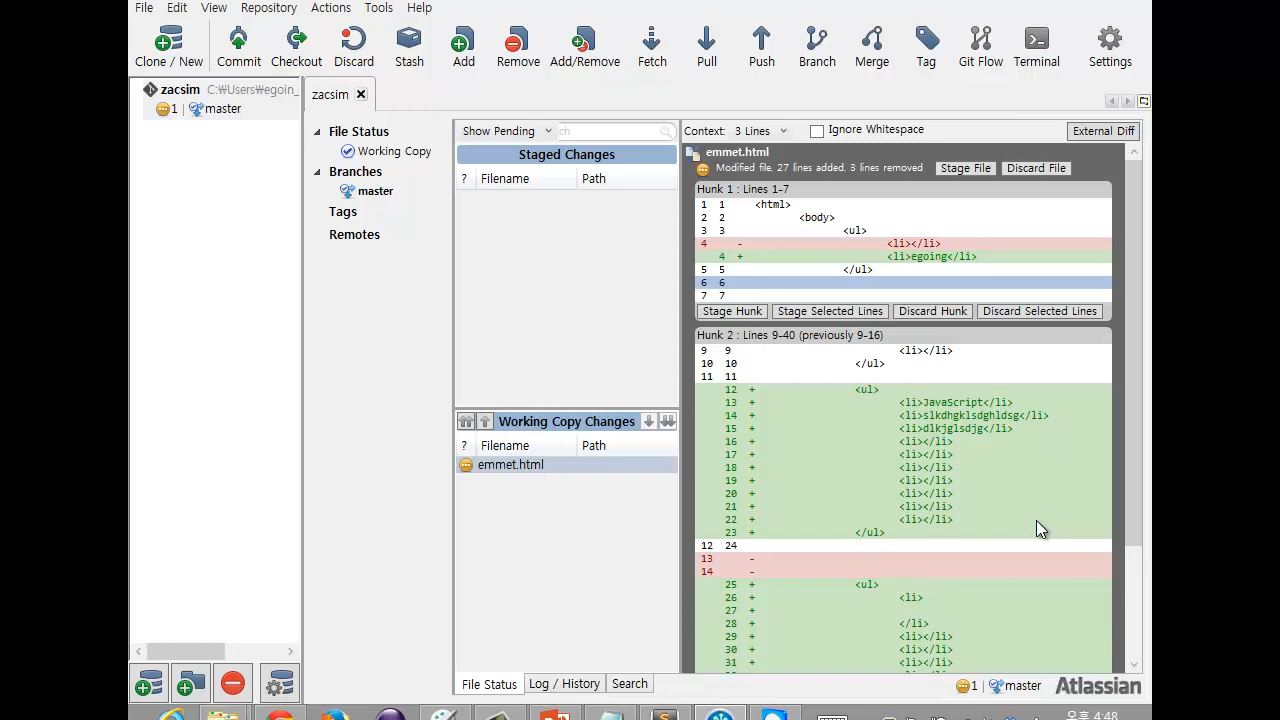 File Edit View Repository Actions Tools Help
Clone / New Commit Checkout Discard Stash Add Remove Add/Remove Fetch Pull Push Branch Merge Tag Git Flow Terminal Settings
zacsim C:₩Users₩egoin_
1 master
zacsim
File Status
Working Copy
Branches
master
Tags
Remotes
Show Pending ch
Staged Changes
? Filename Path
Working Copy Changes
? Filename Path
emmet.html
Context: 3 Lines Ignore Whitespace External Diff
emmet.html
Modified file, 27 lines added, 3 lines removed Stage File Discard File
Hunk 1 : Lines 1-7
1 1 <html>
2 2 <body>
3 3 <ul>
4 - <li></li>
4 + <li>egoing</li>
5 5 </ul>
6 6
7 7
Stage Hunk Stage Selected Lines Discard Hunk Discard Selected Lines
Hunk 2 : Lines 9-40 (previously 9-16)
9 9 <li></li>
10 10 </ul>
11 11
12 + <ul>
13 + <li>JavaScript</li>
14 + <li>slkdhgklsdghldsg</li>
15 + <li>dlkjglsdjg</li>
16 + <li></li>
17 + <li></li>
18 + <li></li>
19 + <li></li>
20 + <li></li>
21 + <li></li>
22 + <li></li>
23 + </ul>
12 24
13 -
14 -
25 + <ul>
26 + <li>
27 +
28 + </li>
29 + <li></li>
30 + <li></li>
31 + <li></li>
File Status Log / History Search
1 master Atlassian
오후 4:48